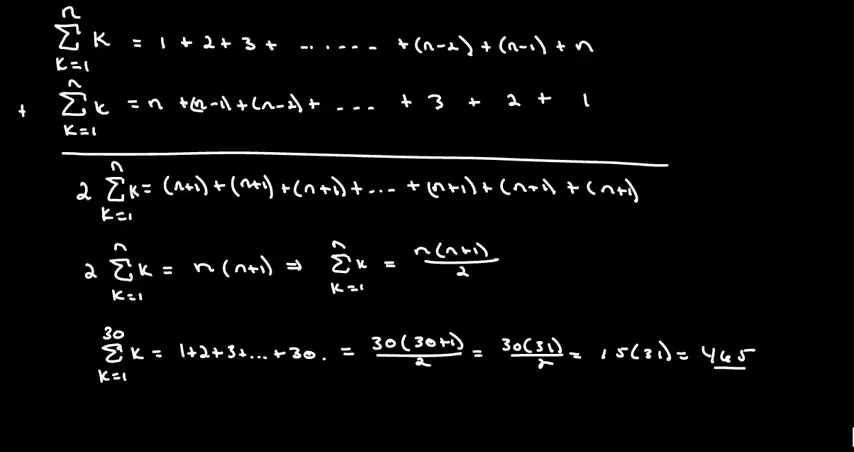 n
∑ K = 1 + 2 + 3 + ....... + (n-2) + (n-1) + n
K=1
n
+ ∑ k = n + (n-1) + (n-2) + ... + 3 + 2 + 1
K=1
n
2 ∑ k = (n+1) + (n+1) + (n+1) + ... + (n+1) + (n+1) + (n+1)
K=1
n n n(n+1)
2 ∑ k = n(n+1) ⇒ ∑ k = ───
K=1 K=1 2
30 30(30+1) 30(31)
∑ k = 1+2+3+...+30. = ─── = ─── = 15(31) = 465
K=1 2 2